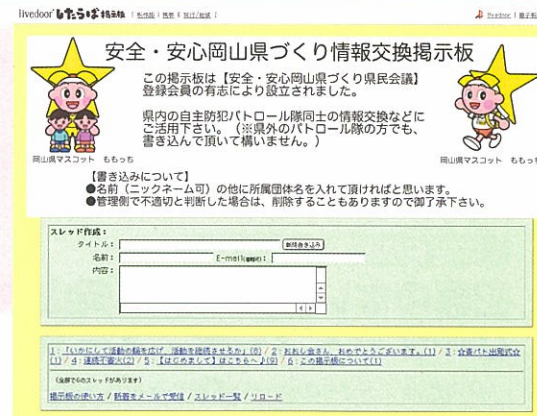 livedoor したらば 掲示板
livedoor
安全・安心岡山県づくり情報交換掲示板
この掲示板は【安全・安心岡山県づくり県民会議】
登録会員の有志により設立されました。
県内の自主防犯パトロール隊同士の情報交換などに
ご活用下さい。（※県外のパトロール隊の方でも、
書き込んで頂いて構いません。）
岡山県マスコット ももっち
岡山県マスコット ももっち
【書き込みについて】
●名前（ニックネーム可）の他に所属団体名を入れて頂ければと思います。
●管理側で不適切と判断した場合は、削除することもありますので御了承下さい。
スレッド作成：
タイトル：
新規書き込み
名前： E-mail(省略可)：
内容：
1：「いかにして活動の輪を広げ、活動を継続させるか」(6) / 2：おおし会さん、おめでとうございます。(1) / 3：☆青パト出発式☆
(1) / 4：連続不審火(2) / 5：【はじめまして】はこちらへ♪(9) / 6：この掲示板について(1)
（全部で6のスレッドがあります）
掲示板の使い方 / 新着をメールで受信 / スレッド一覧 / リロード